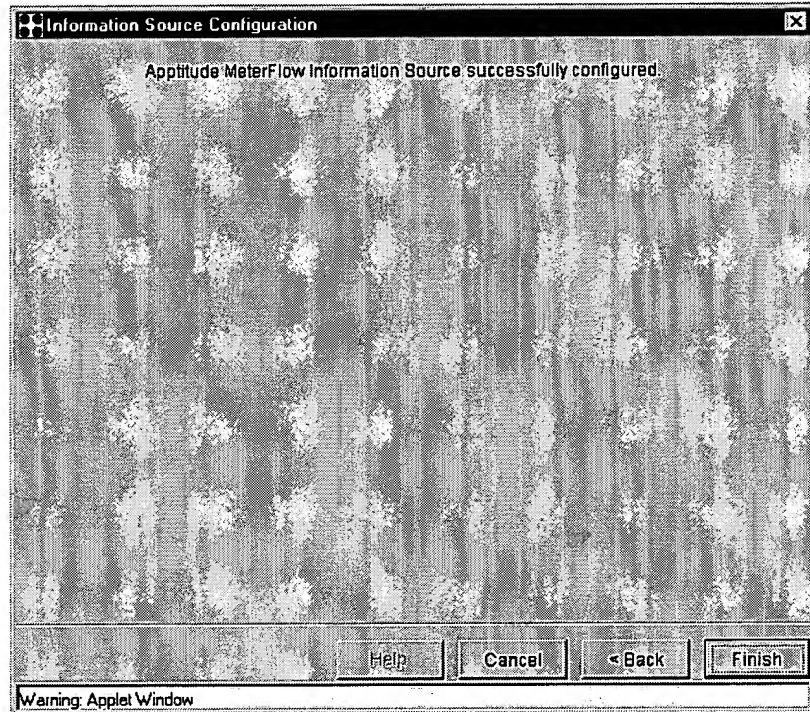 Information Source Configuration
Apptitude MeterFlow Information Source successfully configured.
Help Cancel < Back Finish
Warning: Applet Window